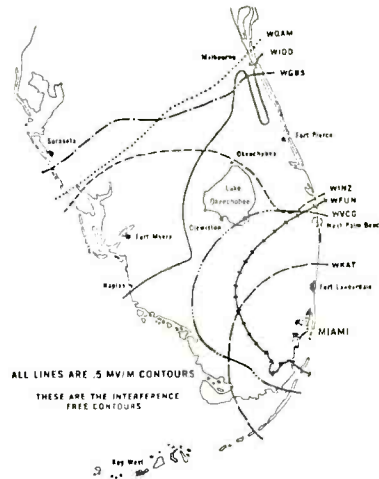 WQAM
WIOD
Melbourne
WGBS
Fort Pierce
Sarasota
Okeechobee
Lake
Okeechobee
WINZ
WFUN
WVCG
West Palm Beach
Clewiston
Fort Myers
WKAT
Naples
Fort Lauderdale
MIAMI
ALL LINES ARE .5 MV/M CONTOURS
THESE ARE THE INTERFERENCE
FREE CONTOURS
Key West